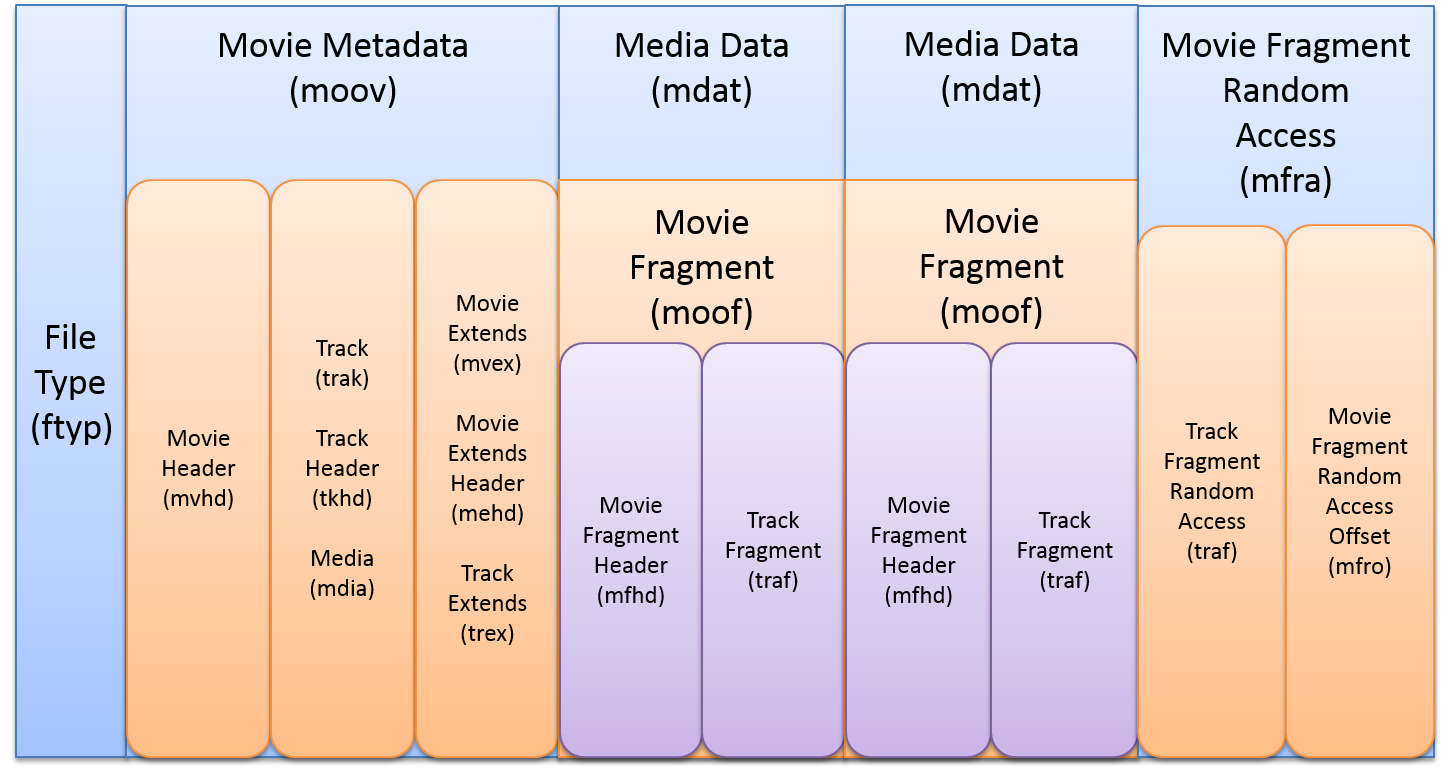 File
Type
(ftyp)
Movie Metadata
(moov)
Movie
Header
(mvhd)
Track
(trak)
Track
Header
(tkhd)
Media
(mdia)
Movie
Extends
(mvex)
Movie
Extends
Header
(mehd)
Track
Extends
(trex)
Media Data
(mdat)
Movie
Fragment
(moof)
Movie
Fragment
Header
(mfhd)
Track
Fragment
(traf)
Media Data
(mdat)
Movie
Fragment
(moof)
Movie
Fragment
Header
(mfhd)
Track
Fragment
(traf)
Movie Fragment
Random
Access
(mfra)
Track
Fragment
Random
Access
(traf)
Movie
Fragment
Random
Access
Offset
(mfro)